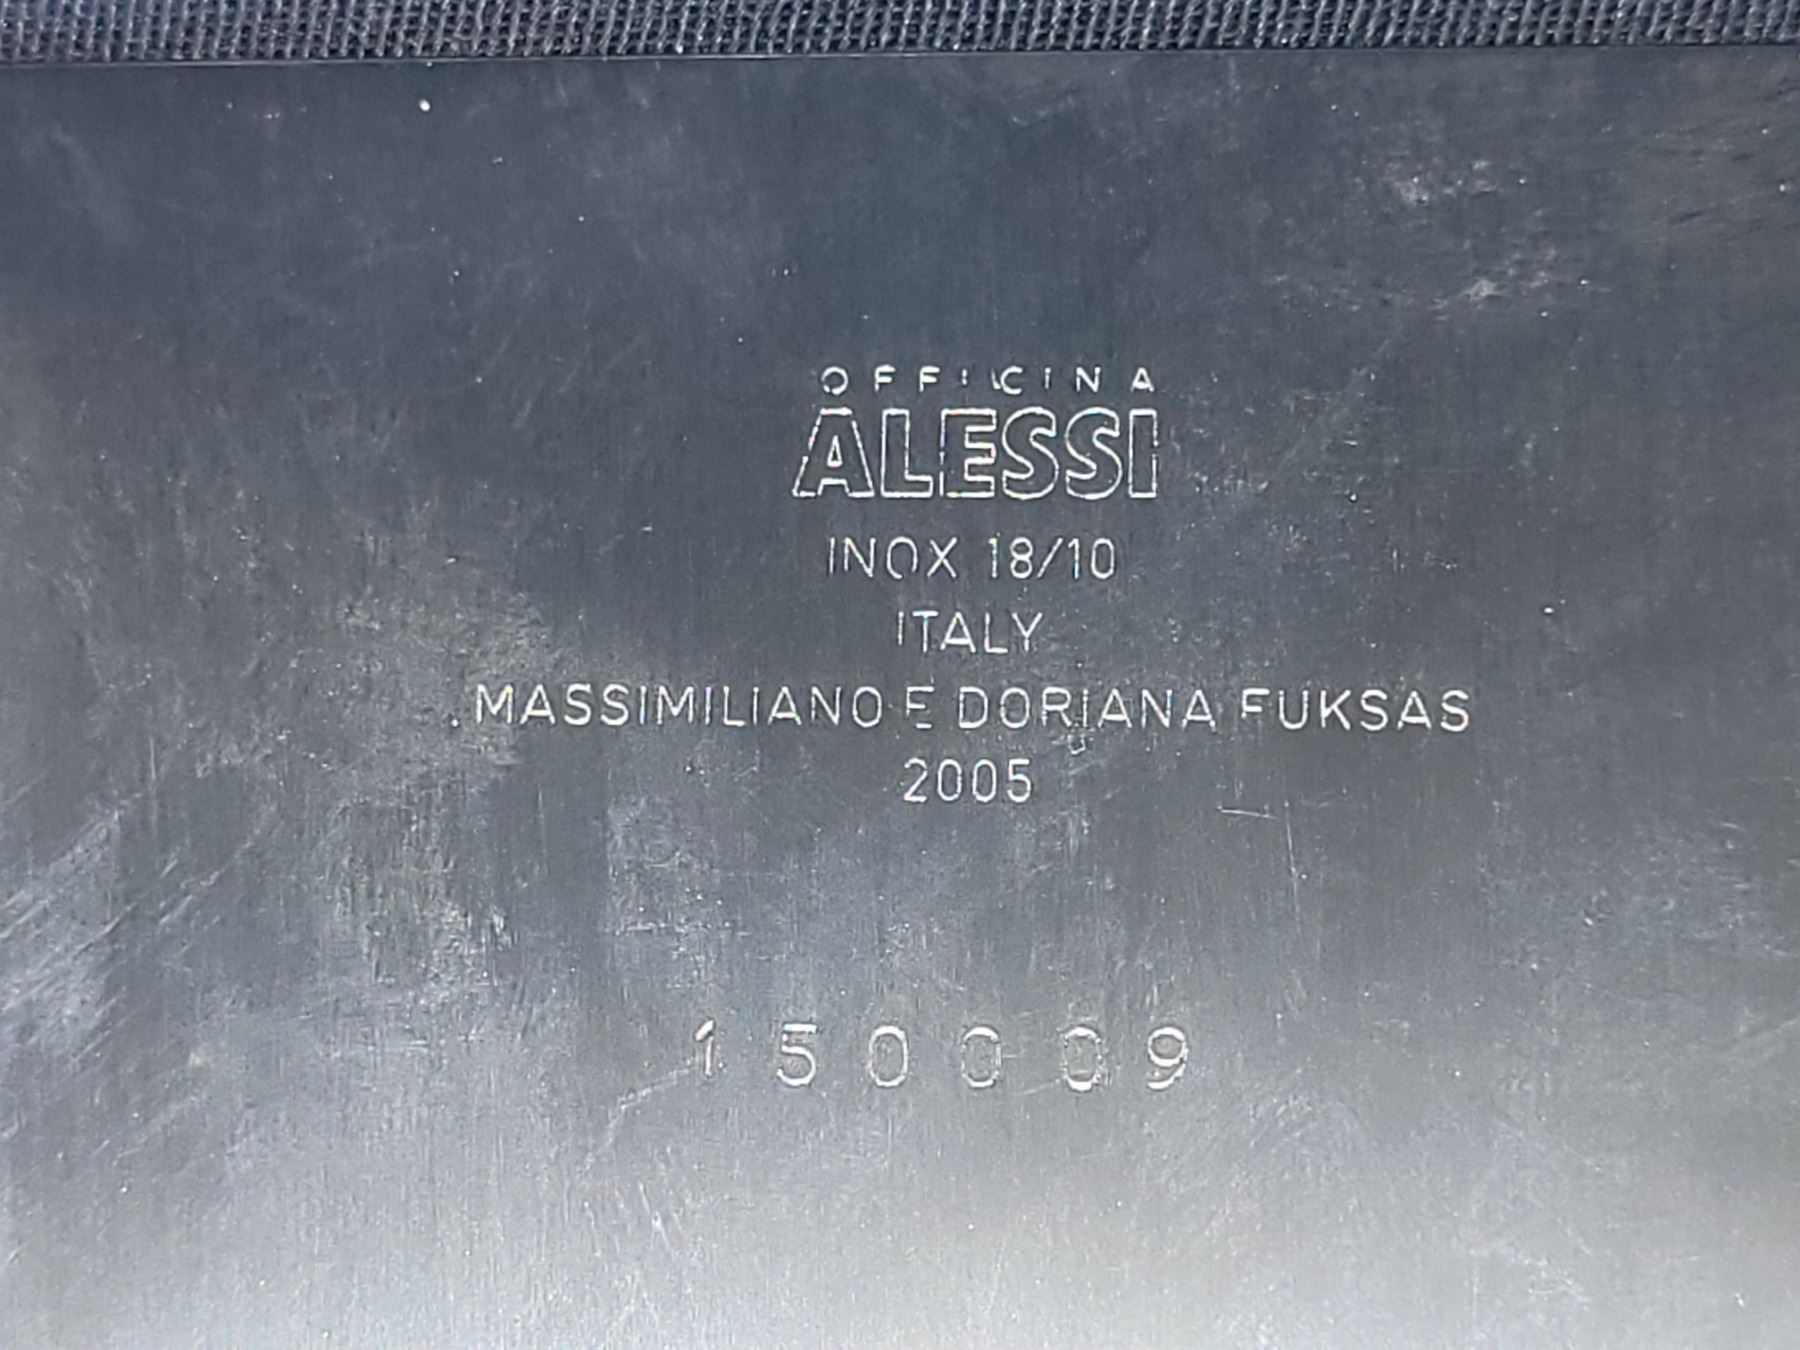 OFFICINA
ALESSI
INOX 18/10
ITALY
MASSIMILIANO E DORIANA FUKSAS
2005
150009